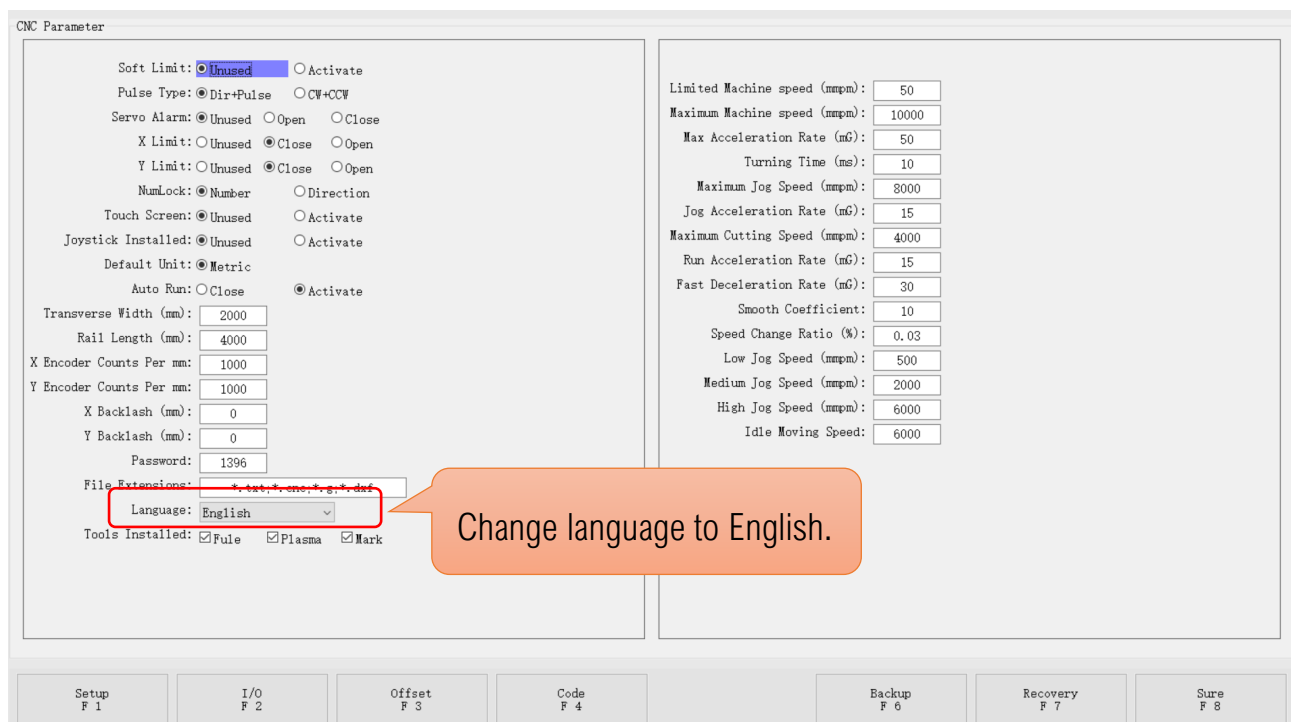 CNC Parameter
Soft Limit: Unused Activate
Pulse Type: Dir+Pulse CW+CCW
Servo Alarm: Unused Open Close
X Limit: Unused Close Open
Y Limit: Unused Close Open
NumLock: Number Direction
Touch Screen: Unused Activate
Joystick Installed: Unused Activate
Default Unit: Metric
Auto Run: Close Activate
Transverse Width (mm): 2000
Rail Length (mm): 4000
X Encoder Counts Per mm: 1000
Y Encoder Counts Per mm: 1000
X Backlash (mm): 0
Y Backlash (mm): 0
Password: 1396
File Extensions: *.txt;*.cnc;*.g;*.dxf
Language: English
Tools Installed: Fule Plasma Mark
Limited Machine speed (mmpm): 50
Maximum Machine speed (mmpm): 10000
Max Acceleration Rate (mG): 50
Turning Time (ms): 10
Maximum Jog Speed (mmpm): 8000
Jog Acceleration Rate (mG): 15
Maximum Cutting Speed (mmpm): 4000
Run Acceleration Rate (mG): 15
Fast Deceleration Rate (mG): 30
Smooth Coefficient: 10
Speed Change Ratio (%): 0.03
Low Jog Speed (mmpm): 500
Medium Jog Speed (mmpm): 2000
High Jog Speed (mmpm): 6000
Idle Moving Speed: 6000
Change language to English.
Setup I/O Offset Code Backup Recovery Sure
F 1 F 2 F 3 F 4 F 6 F 7 F 8